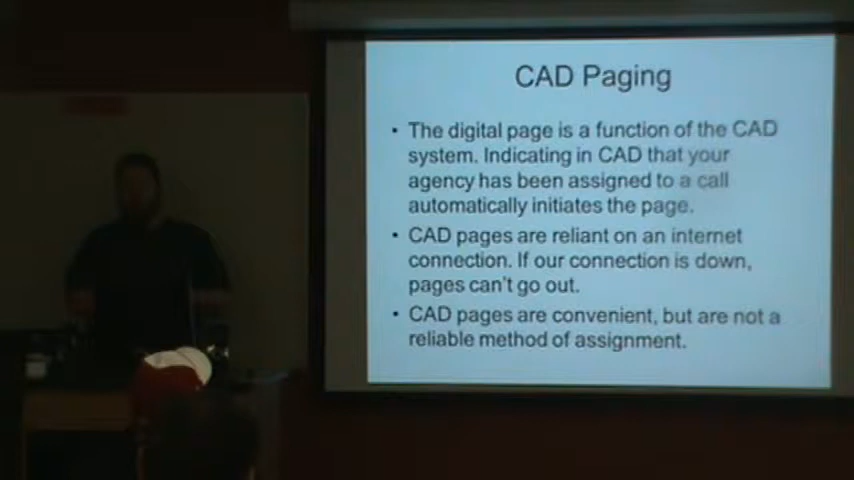 CAD Paging
• The digital page is a function of the CAD
system. Indicating in CAD that your
agency has been assigned to a call
automatically initiates the page.
• CAD pages are reliant on an internet
connection. If our connection is down,
pages can't go out.
• CAD pages are convenient, but are not a
reliable method of assignment.